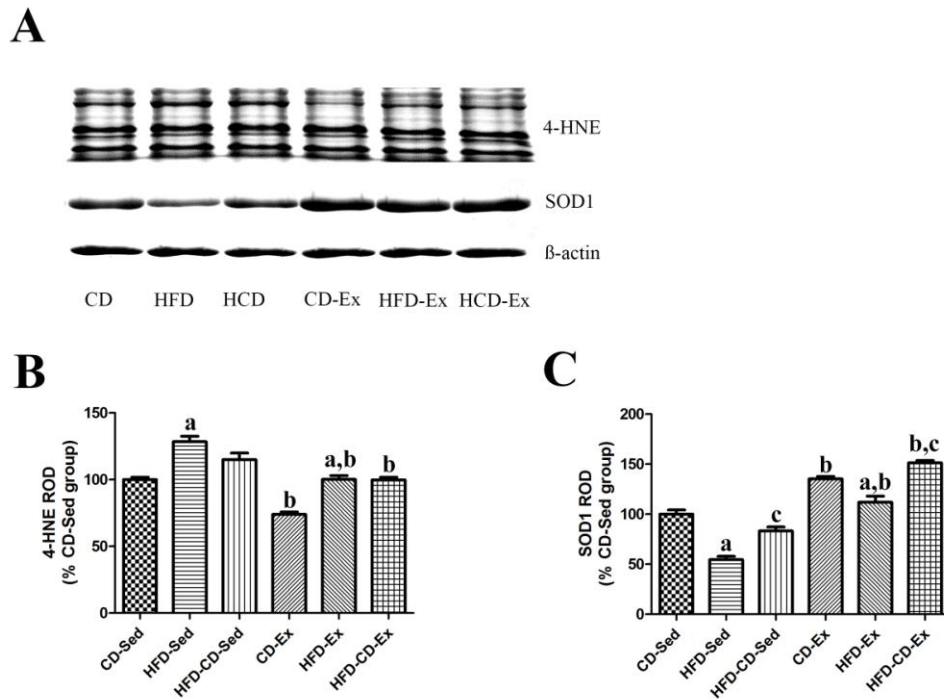 A
4-HNE
SOD1
ß-actin
CD HFD HCD CD-Ex HFD-Ex HCD-Ex
B
4-HNE ROD
(% CD-Sed group)
150
100
50
0
a
b
a,b
b
CD-Sed
HFD-Sed
HFD-CD-Sed
CD-Ex
HFD-Ex
HFD-CD-Ex
C
SOD1 ROD
(% CD-Sed group)
200
150
100
50
0
a
c
b
a,b
b,c
CD-Sed
HFD-Sed
HFD-CD-Sed
CD-Ex
HFD-Ex
HFD-CD-Ex